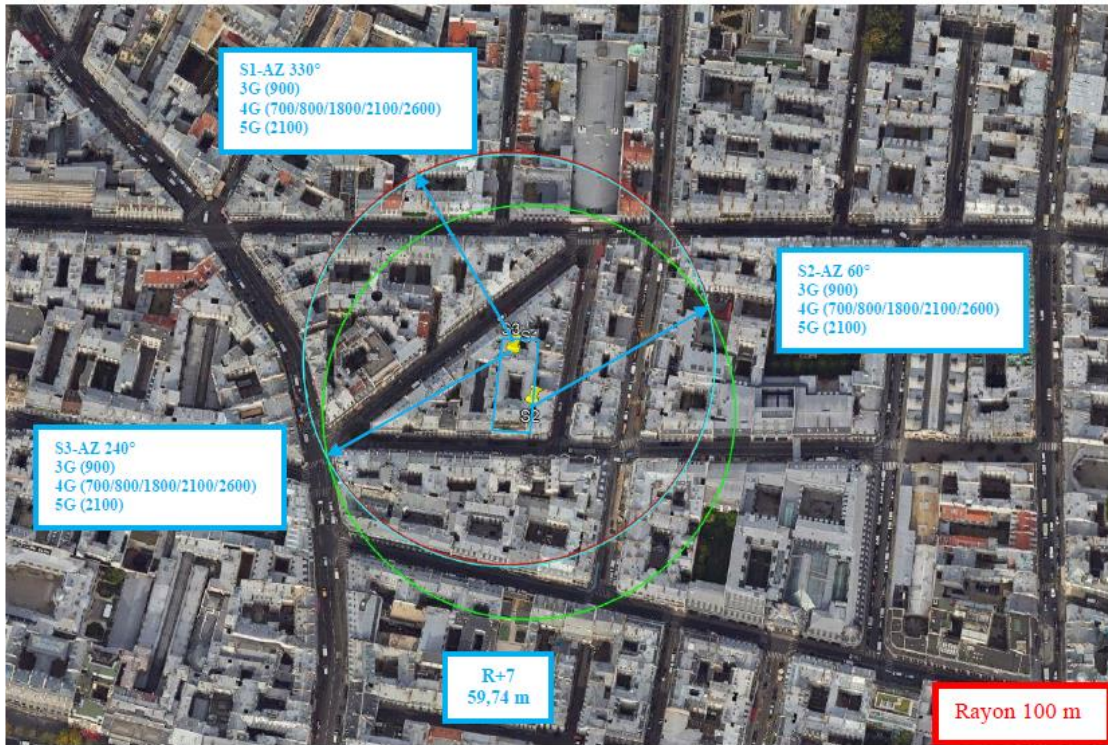 S1-AZ 330°
3G (900)
4G (700/800/1800/2100/2600)
5G (2100)
S2-AZ 60°
3G (900)
4G (700/800/1800/2100/2600)
5G (2100)
S3
S2
S3-AZ 240°
3G (900)
4G (700/800/1800/2100/2600)
5G (2100)
R+7
59,74 m
Rayon 100 m